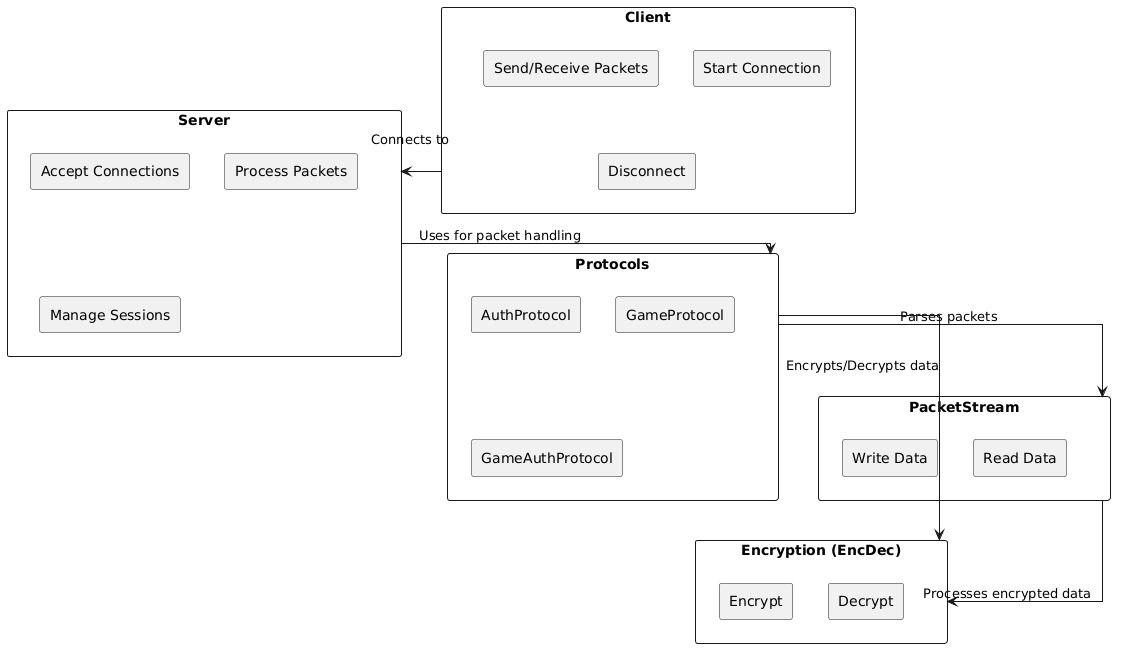 Client
Send/Receive Packets
Start Connection
Disconnect
Server
Accept Connections
Process Packets
Manage Sessions
Connects to
Uses for packet handling
Protocols
AuthProtocol
GameProtocol
GameAuthProtocol
Parses packets
Encrypts/Decrypts data
PacketStream
Write Data
Read Data
Encryption (EncDec)
Encrypt
Decrypt
Processes encrypted data